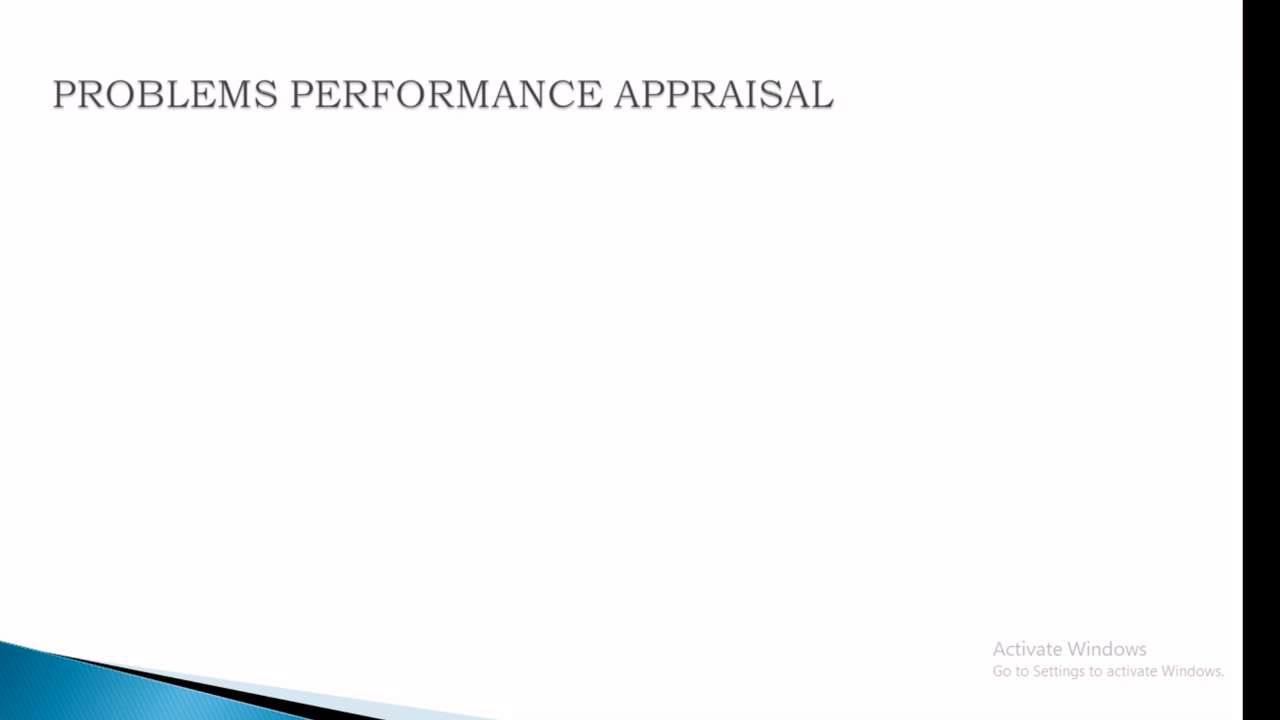 PROBLEMS PERFORMANCE APPRAISAL
Activate Windows
Go to Settings to activate Windows.